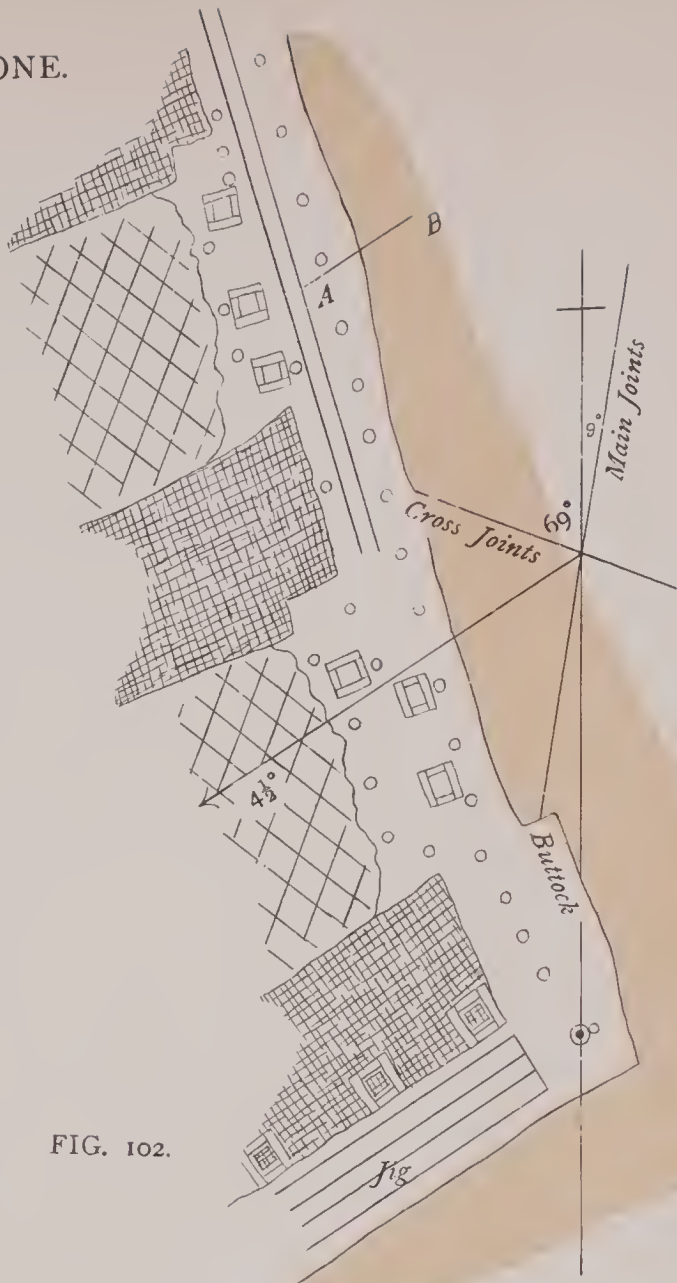 ONE.
B
A
Main Joints
9°
69°
Cross Joints
4½°
Buttock
Jig
FIG. 102.